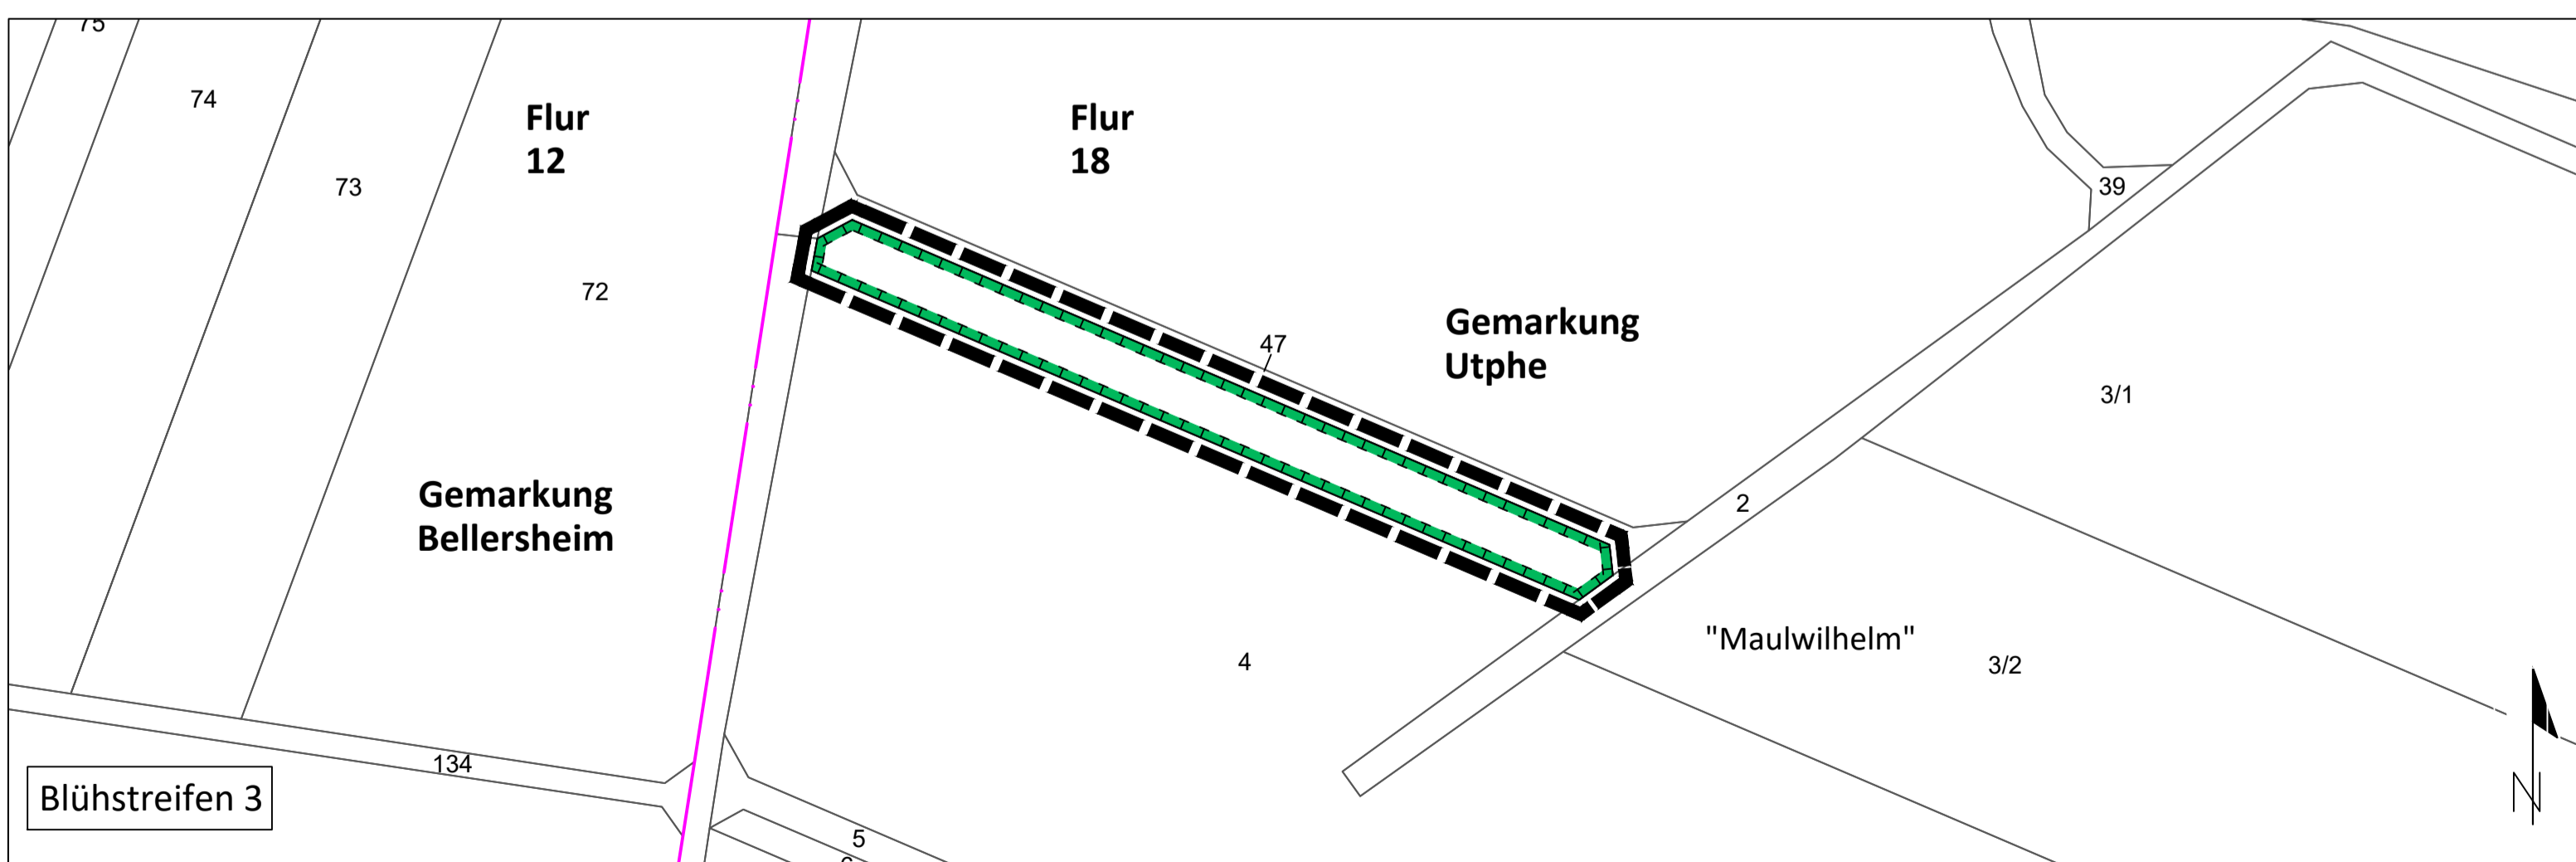 75
74
Flur
12
Flur
18
73
39
72
Gemarkung
Utphe
47
3/1
Gemarkung
Bellersheim
2
"Maulwilhelm"
4
3/2
134
Blühstreifen 3
N
5